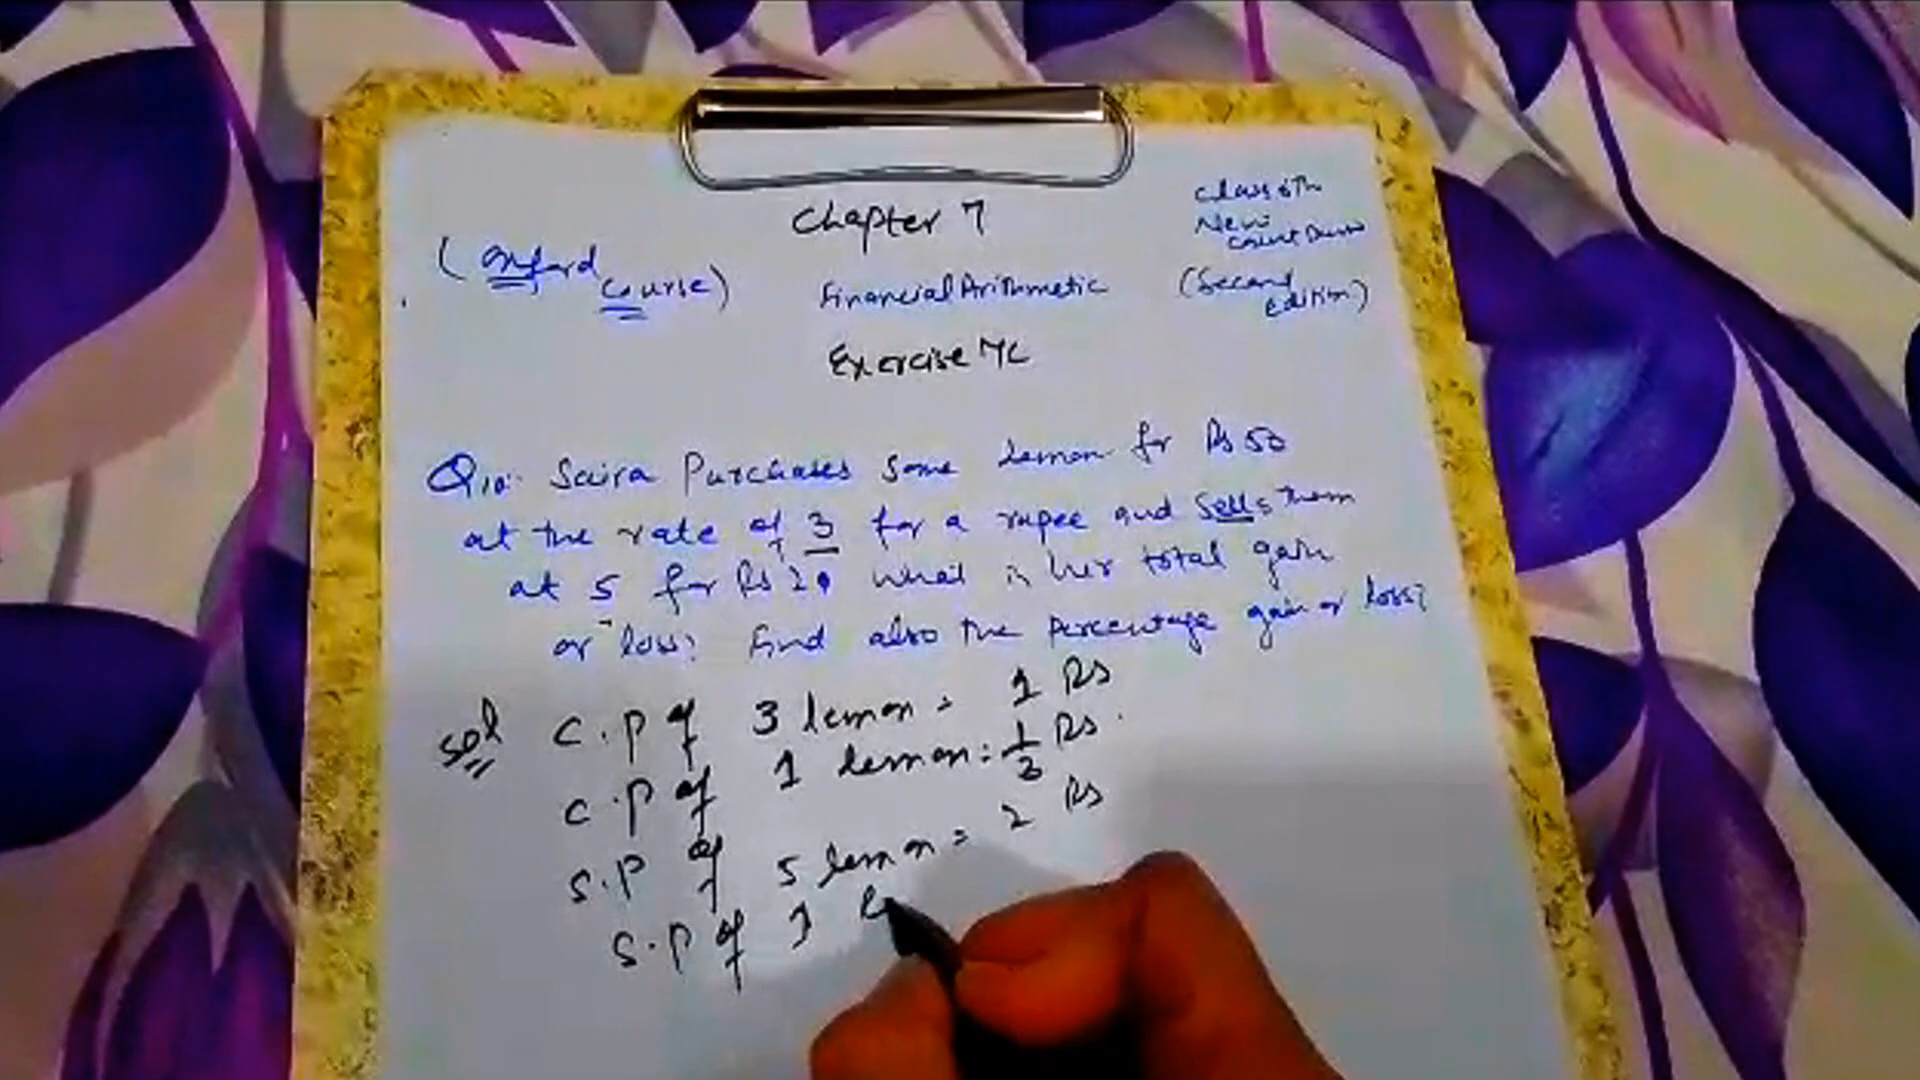 Chapter 7
(Oxford course)
Financial Arithmetic
class 6th
New
Count Down
(Second edition)
Exercise 7C
Q10. Saira Purchases some lemon for Rs 50
at the rate of 3 for a rupee and sells them
at 5 for Rs 2. What is her total gain
or loss? Find also the percentage gain or loss?
Sol C.P of 3 lemon = 1 Rs
C.P of 1 lemon = 1/3 Rs.
S.P of 5 lemon = 2 Rs
S.P of 1 le